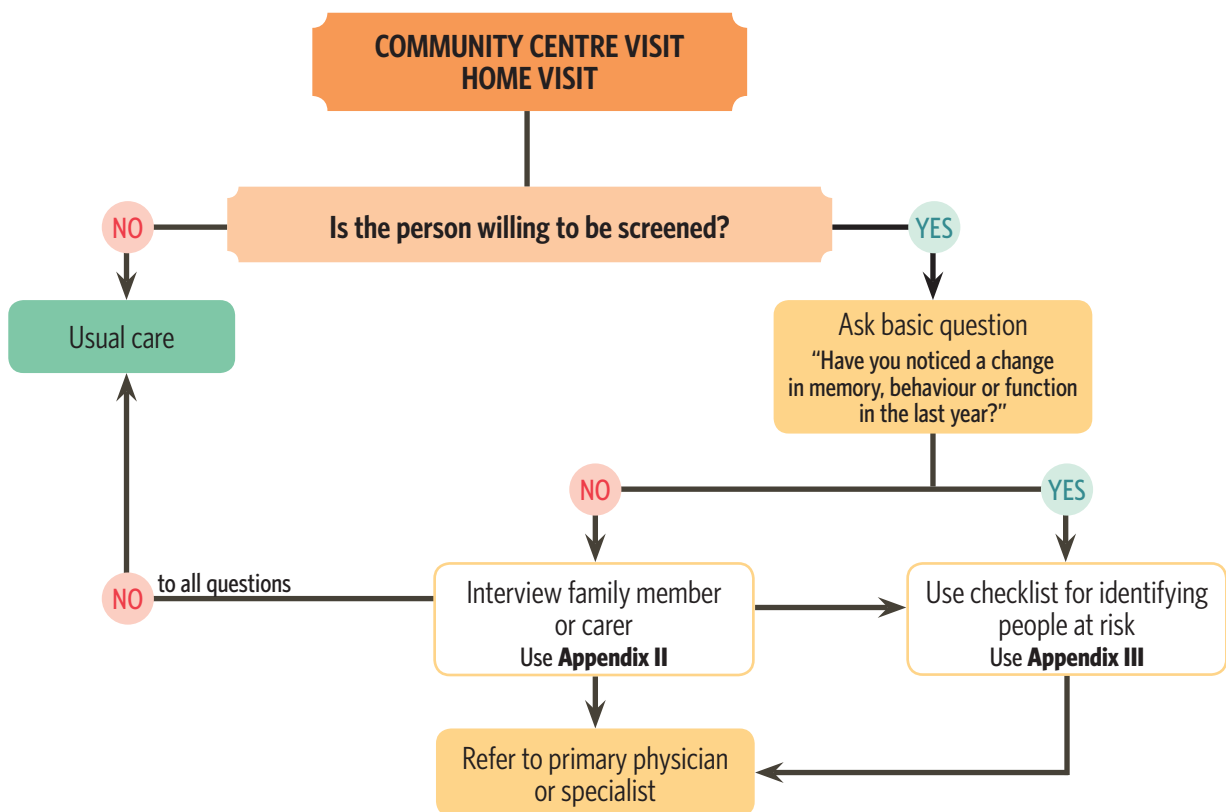 COMMUNITY CENTRE VISIT
HOME VISIT
Is the person willing to be screened?
NO
YES
Usual care
Ask basic question
“Have you noticed a change
in memory, behaviour or function
in the last year?”
NO
YES
NO
to all questions
Interview family member
or carer
Use Appendix II
Use checklist for identifying
people at risk
Use Appendix III
Refer to primary physician
or specialist